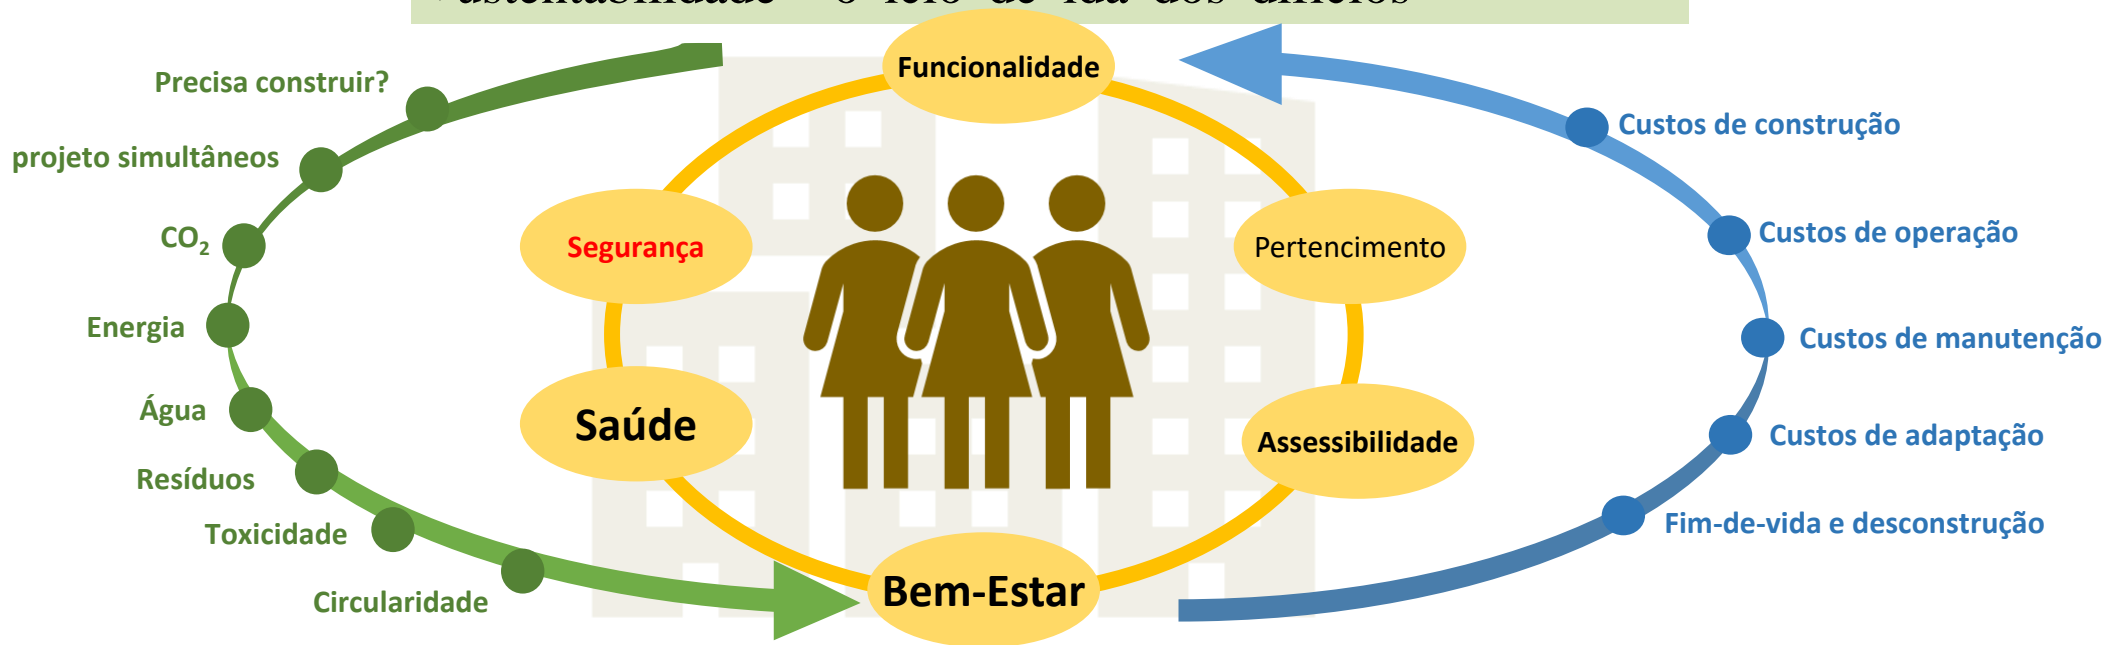 Funcionalidade
Precisa construir?
projeto simultâneos
CO₂
Energia
Água
Resíduos
Toxicidade
Circularidade
Segurança
Saúde
Bem-Estar
Pertencimento
Assessibilidade
Custos de construção
Custos de operação
Custos de manutenção
Custos de adaptação
Fim-de-vida e desconstrução